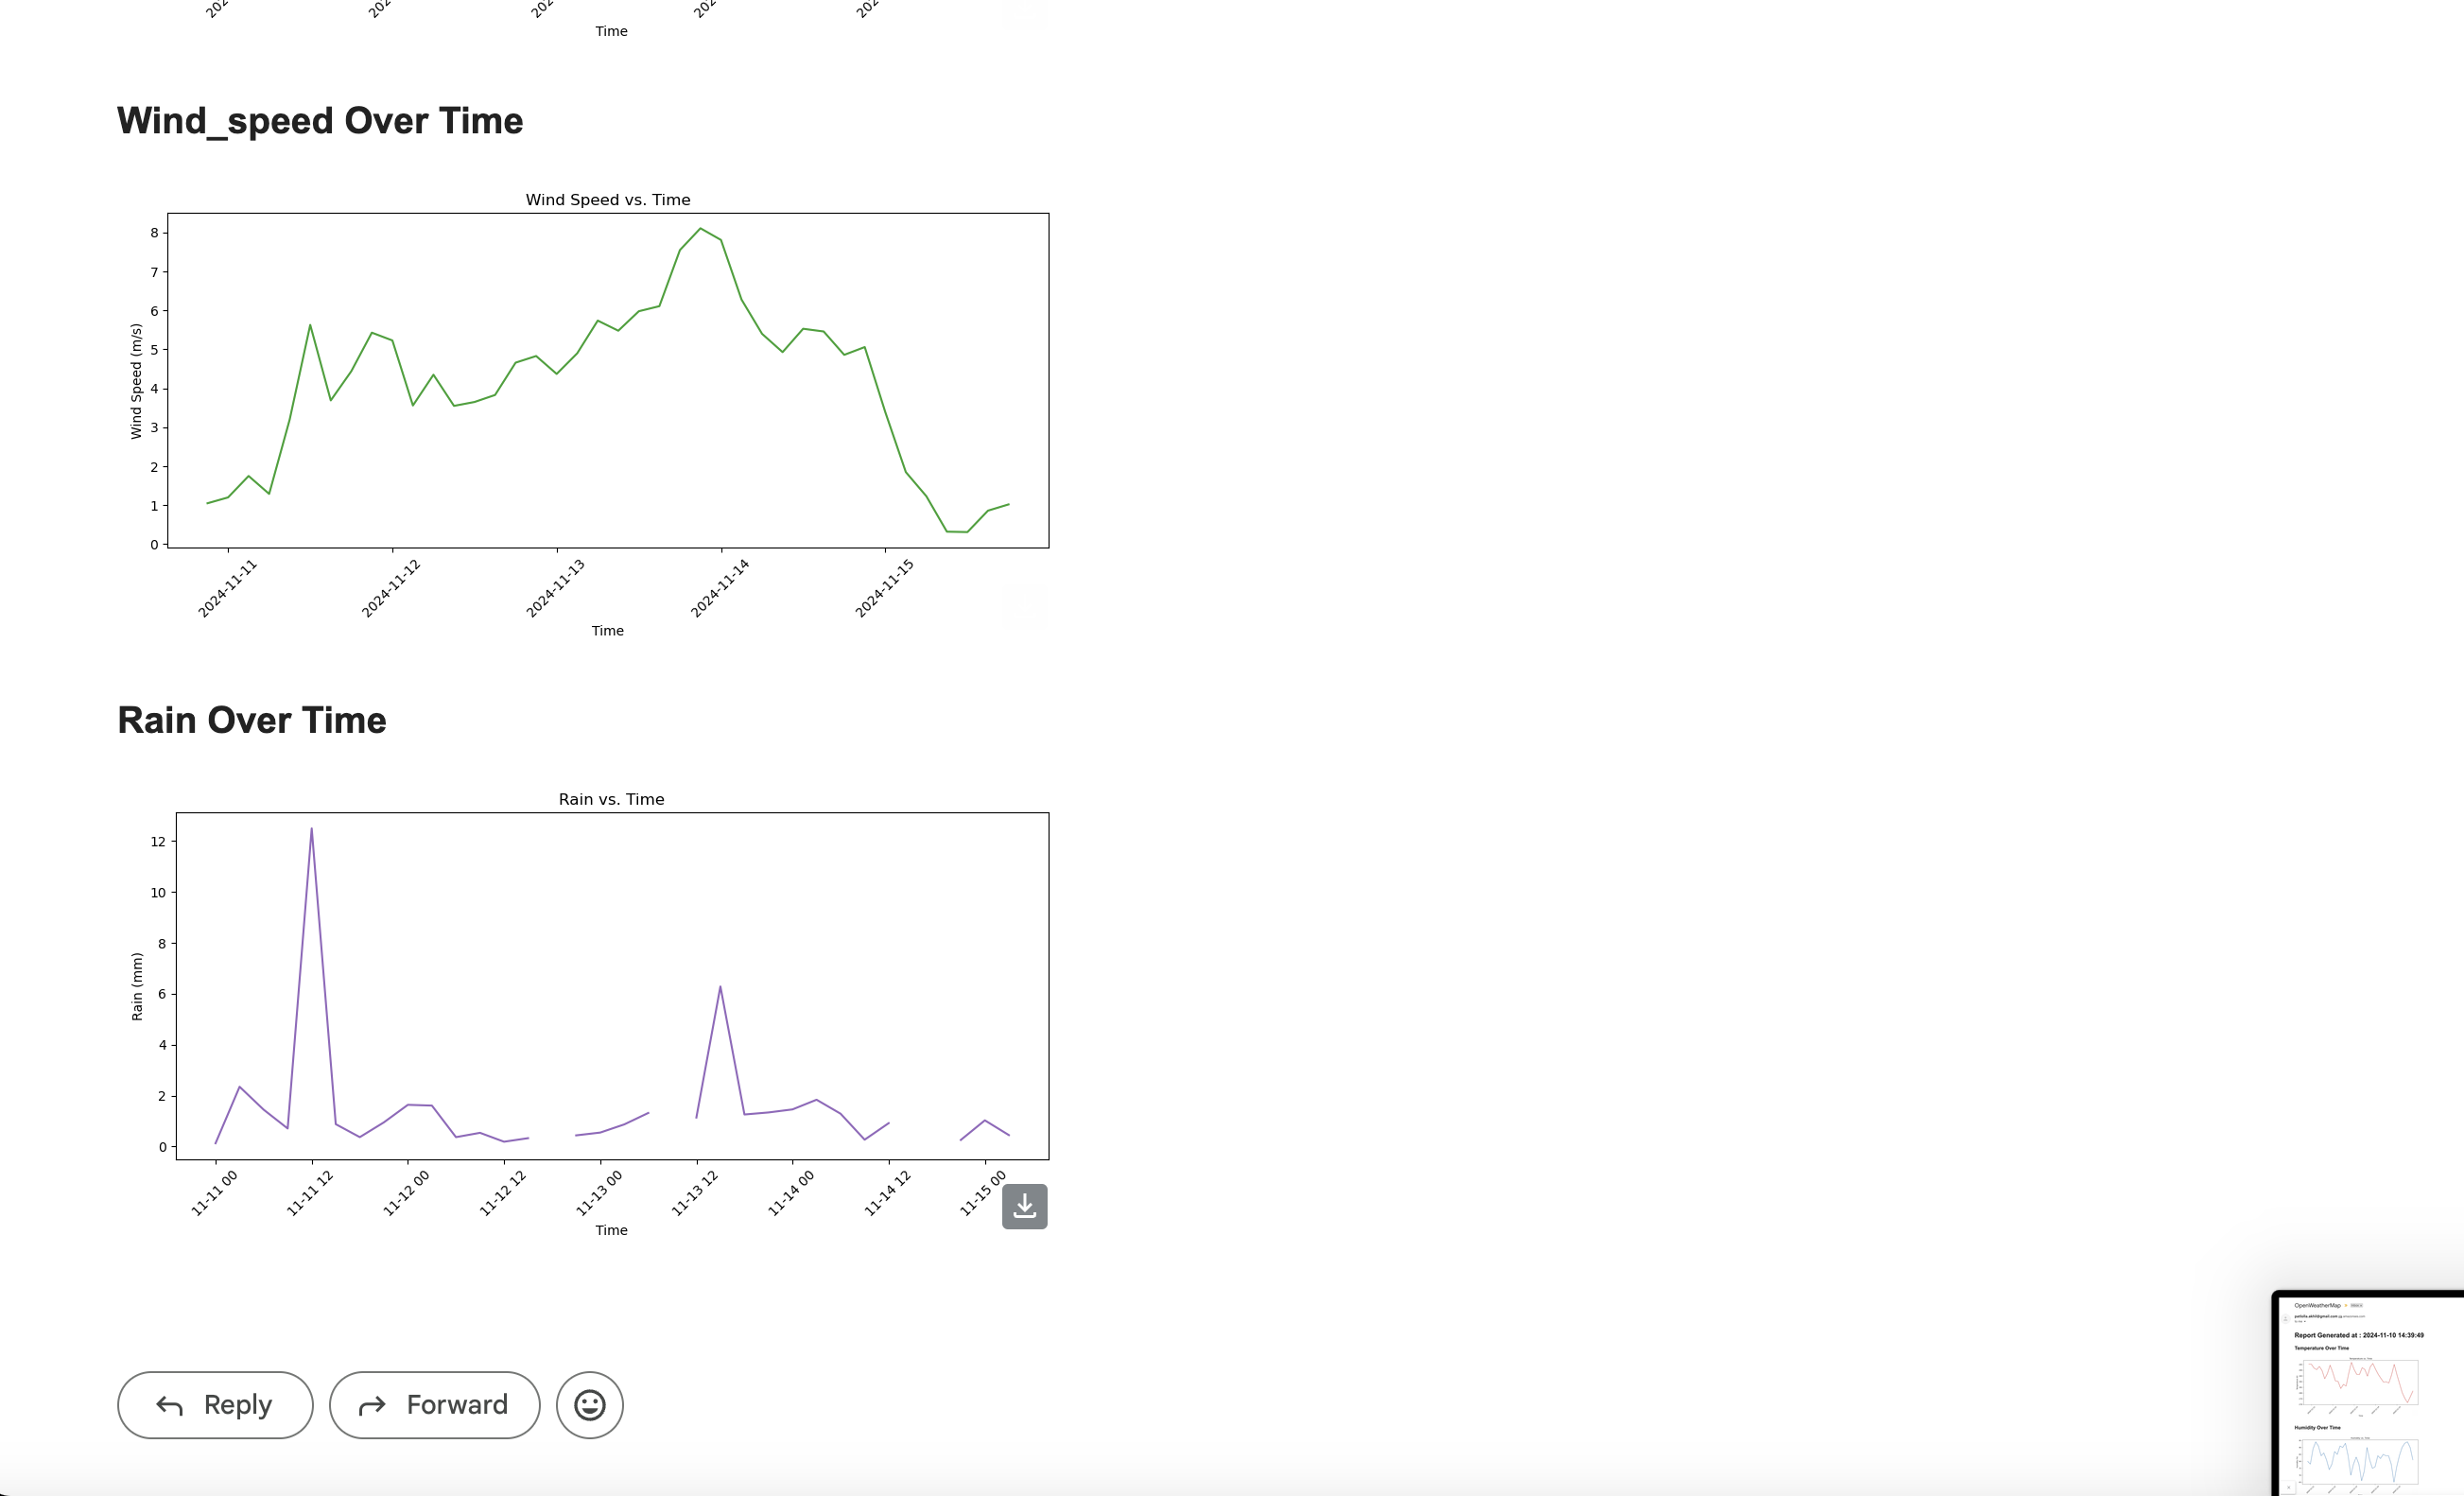 202 202 202 202 202
Time
Wind_speed Over Time
Wind Speed vs. Time
Wind Speed (m/s)
8
7
6
5
4
3
2
1
0
2024-11-11 2024-11-12 2024-11-13 2024-11-14 2024-11-15
Time
Rain Over Time
Rain vs. Time
Rain (mm)
12
10
8
6
4
2
0
11-11 00 11-11 12 11-12 00 11-12 12 11-13 00 11-13 12 11-14 00 11-14 12 11-15 00
Time
Reply Forward
OpenWeatherMap
Report Generated at : 2024-11-10 14:39:49
Temperature Over Time
Humidity Over Time